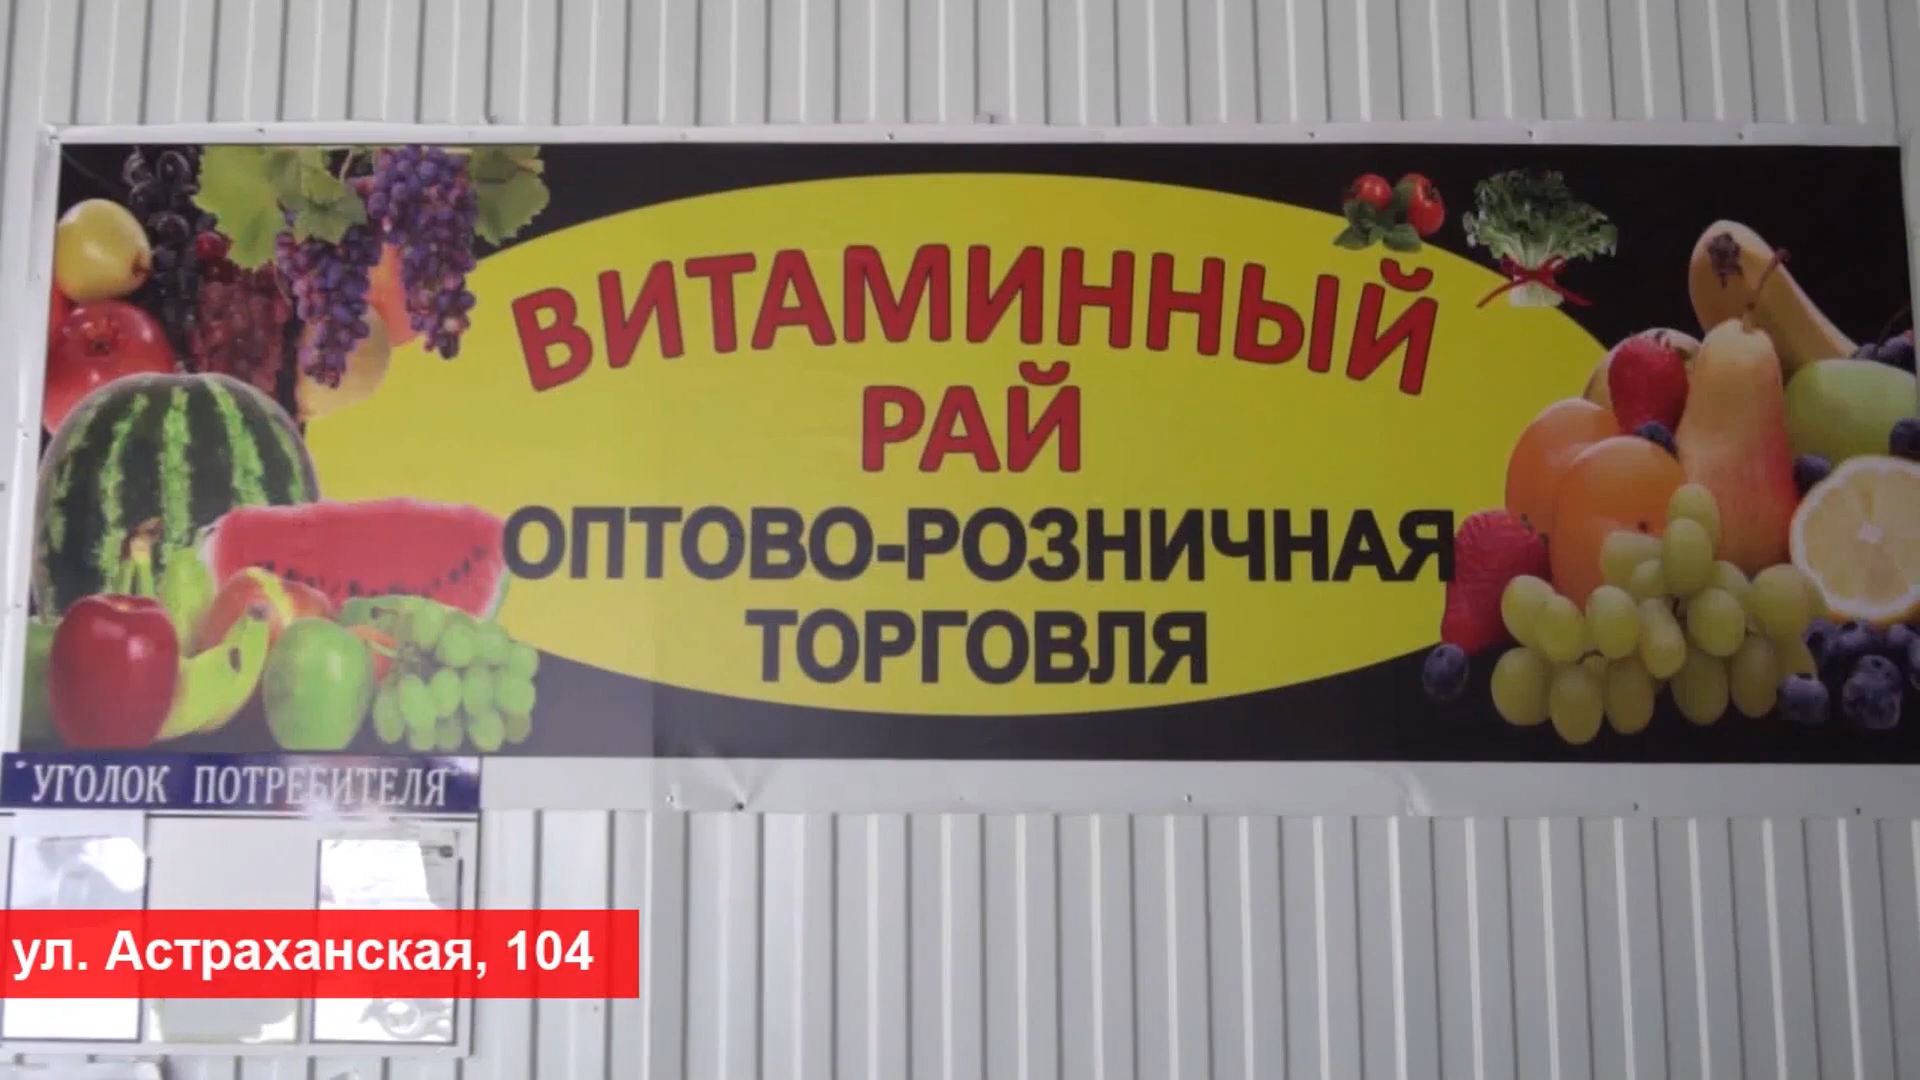 ВИТАМИННЫЙ
РАЙ
ОПТОВО-РОЗНИЧНАЯ
ТОРГОВЛЯ
"УГОЛОК ПОТРЕБИТЕЛЯ"
ул. Астраханская, 104